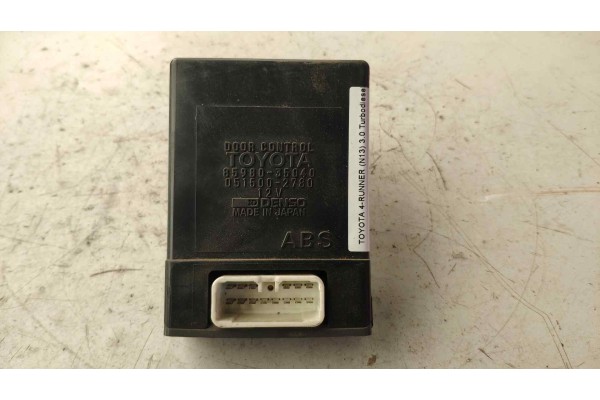 DOOR CONTROL
TOYOTA
85980-35040
051500-2780
12V
DENSO
MADE IN JAPAN
ABS
TOYOTA 4-RUNNER (N13) 3.0 Turbodiese